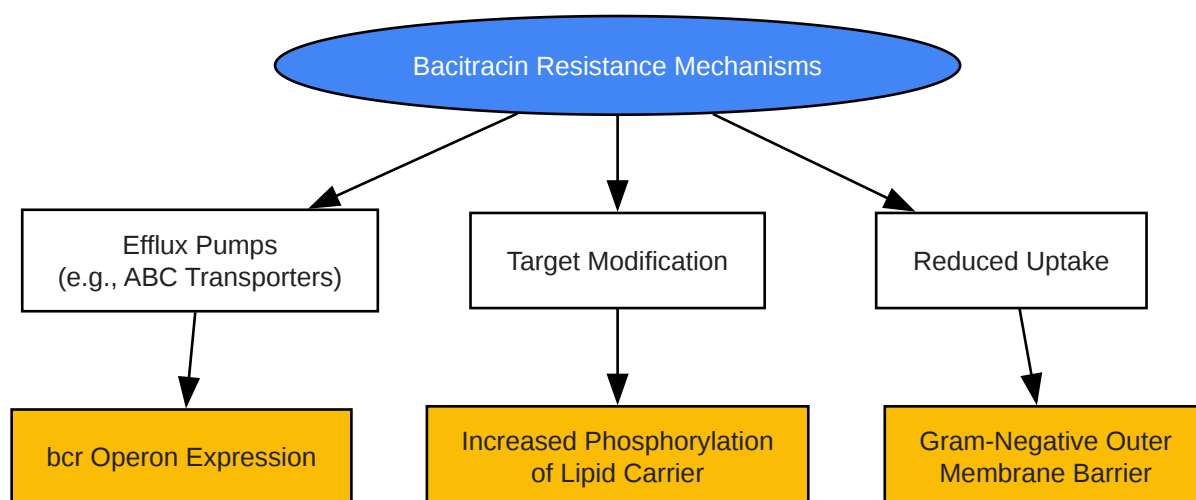 Bacitracin Resistance Mechanisms
Efflux Pumps
(e.g., ABC Transporters)
Target Modification
Reduced Uptake
bcr Operon Expression
Increased Phosphorylation
of Lipid Carrier
Gram-Negative Outer
Membrane Barrier